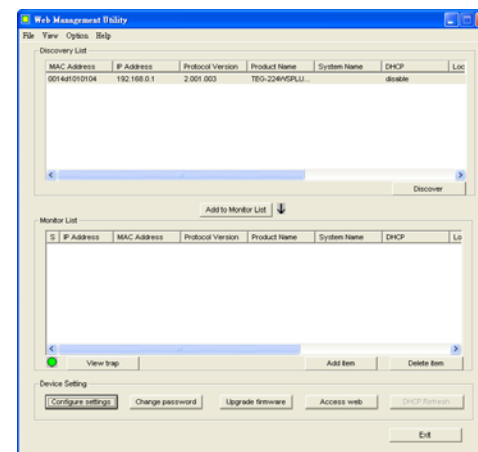 Web Management Utility
File View Option Help
Discovery List
MAC Address IP Address Protocol Version Product Name System Name DHCP Loc
0014d1010104 192.168.0.1 2.001.003 TEG-224WSPLU... disable
Discover
Add to Monitor List
Monitor List
S IP Address MAC Address Protocol Version Product Name System Name DHCP Lo
View trap Add item Delete item
Device Setting
Configure settings Change password Upgrade firmware Access web DHCP Refresh
Exit